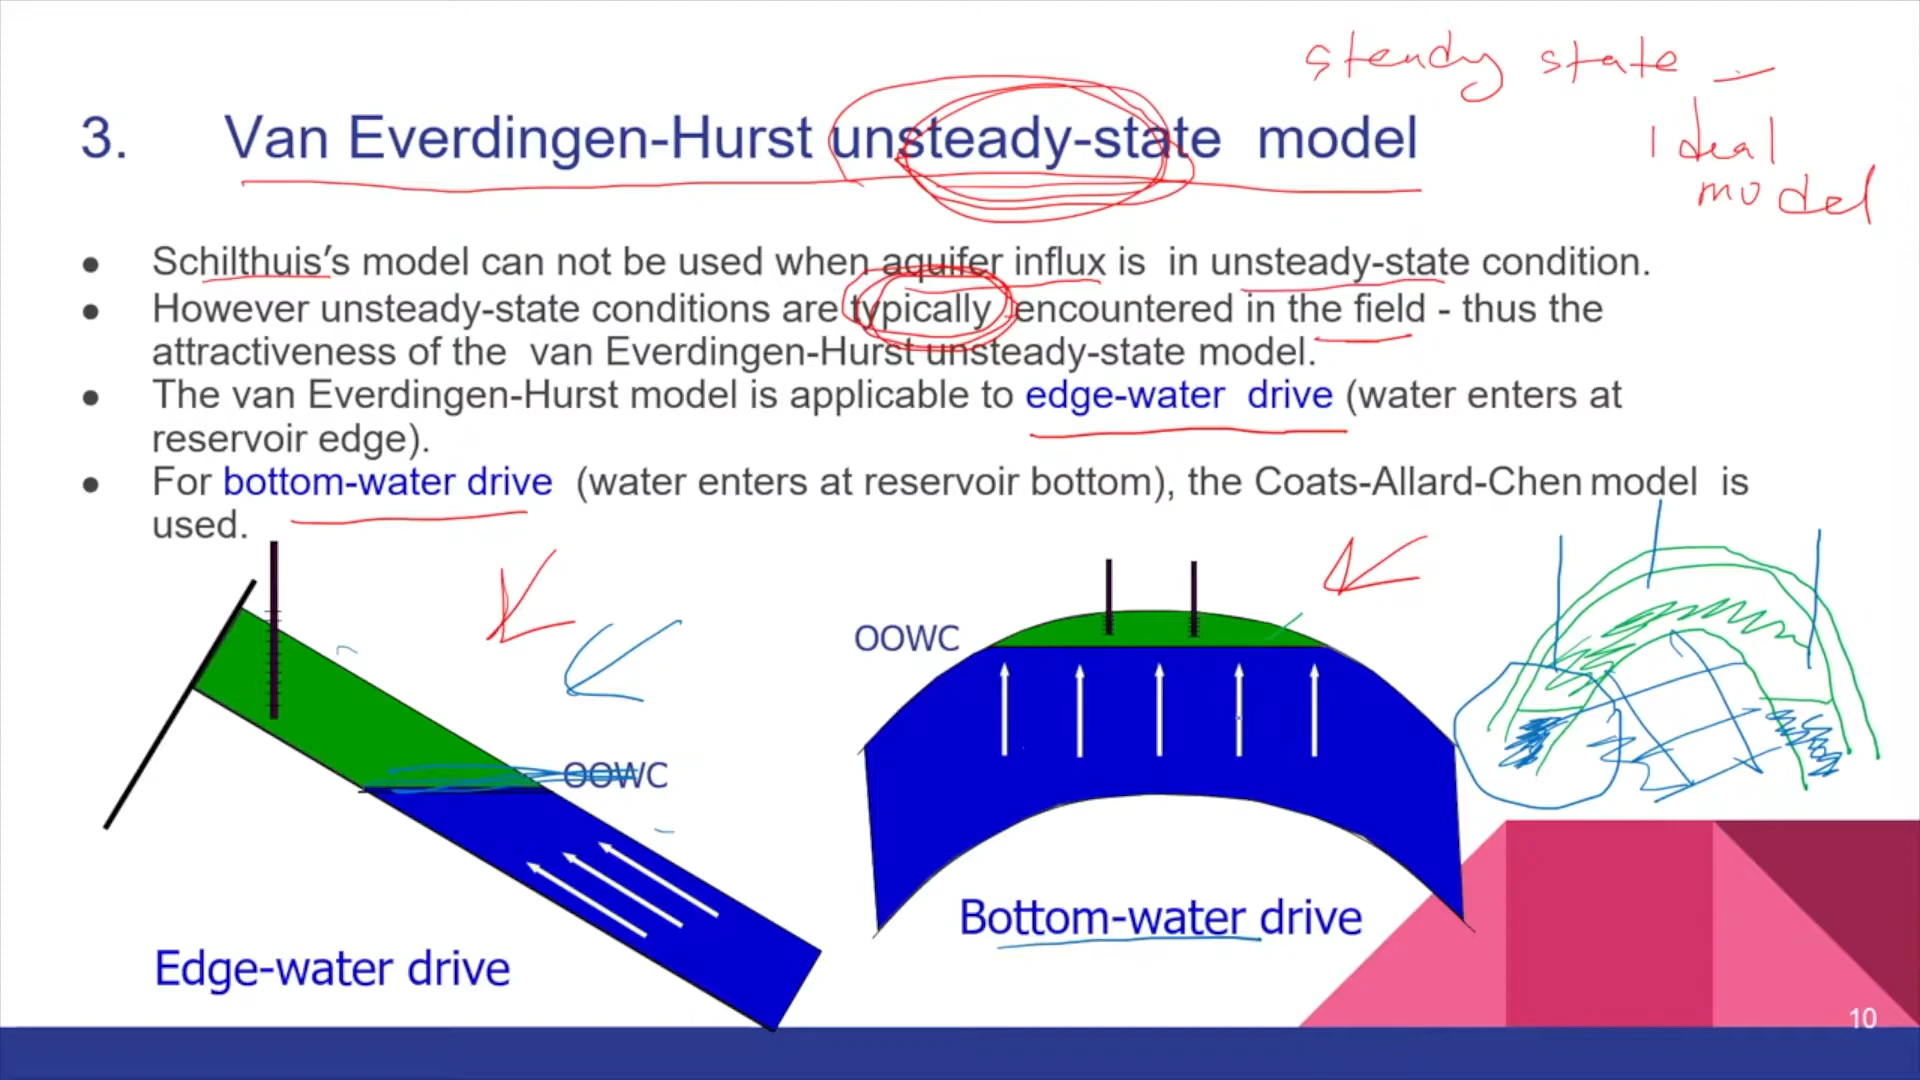 steady state –
Ideal
model
3. Van Everdingen-Hurst unsteady-state model
● Schilthuis's model can not be used when aquifer influx is in unsteady-state condition.
● However unsteady-state conditions are typically encountered in the field - thus the
attractiveness of the van Everdingen-Hurst unsteady-state model.
● The van Everdingen-Hurst model is applicable to edge-water drive (water enters at
reservoir edge).
● For bottom-water drive (water enters at reservoir bottom), the Coats-Allard-Chen model is
used.
OOWC
OOWC
Bottom-water drive
Edge-water drive
10